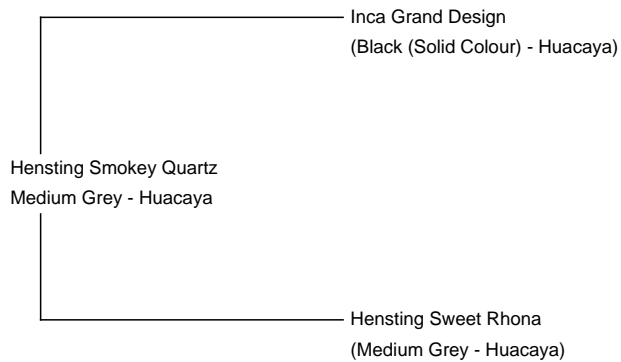 Inca Grand Design
(Black (Solid Colour) - Huacaya)
Hensting Smokey Quartz
Medium Grey - Huacaya
Hensting Sweet Rhona
(Medium Grey - Huacaya)